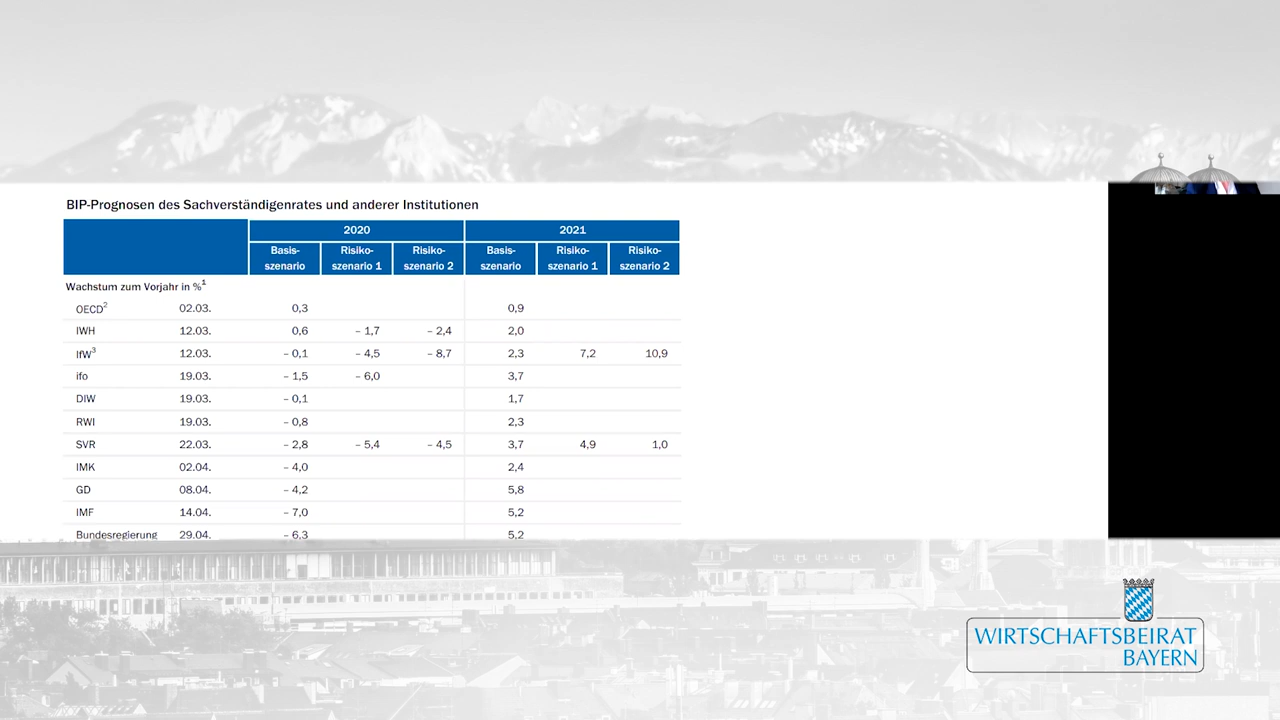 BIP-Prognosen des Sachverständigenrates und anderer Institutionen
2020 2021
Basis-szenario Risiko-szenario 1 Risiko-szenario 2 Basis-szenario Risiko-szenario 1 Risiko-szenario 2
Wachstum zum Vorjahr in %¹
OECD² 02.03. 0,3 0,9
IWH 12.03. 0,6 – 1,7 – 2,4 2,0
IfW³ 12.03. – 0,1 – 4,5 – 8,7 2,3 7,2 10,9
ifo 19.03. – 1,5 – 6,0 3,7
DIW 19.03. – 0,1 1,7
RWI 19.03. – 0,8 2,3
SVR 22.03. – 2,8 – 5,4 – 4,5 3,7 4,9 1,0
IMK 02.04. – 4,0 2,4
GD 08.04. – 4,2 5,8
IMF 14.04. – 7,0 5,2
Bundesregierung 29.04. – 6,3 5,2
WIRTSCHAFTSBEIRAT
BAYERN